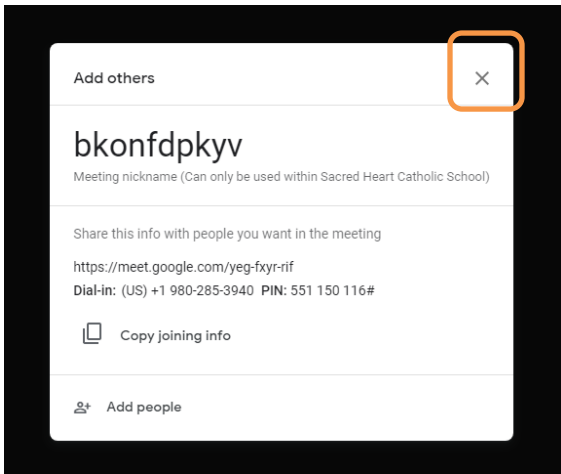 Add others
bkonfdpkyv
Meeting nickname (Can only be used within Sacred Heart Catholic School)
Share this info with people you want in the meeting
https://meet.google.com/yeg-fxyr-rif
Dial-in: (US) +1 980-285-3940 PIN: 551 150 116#
Copy joining info
Add people